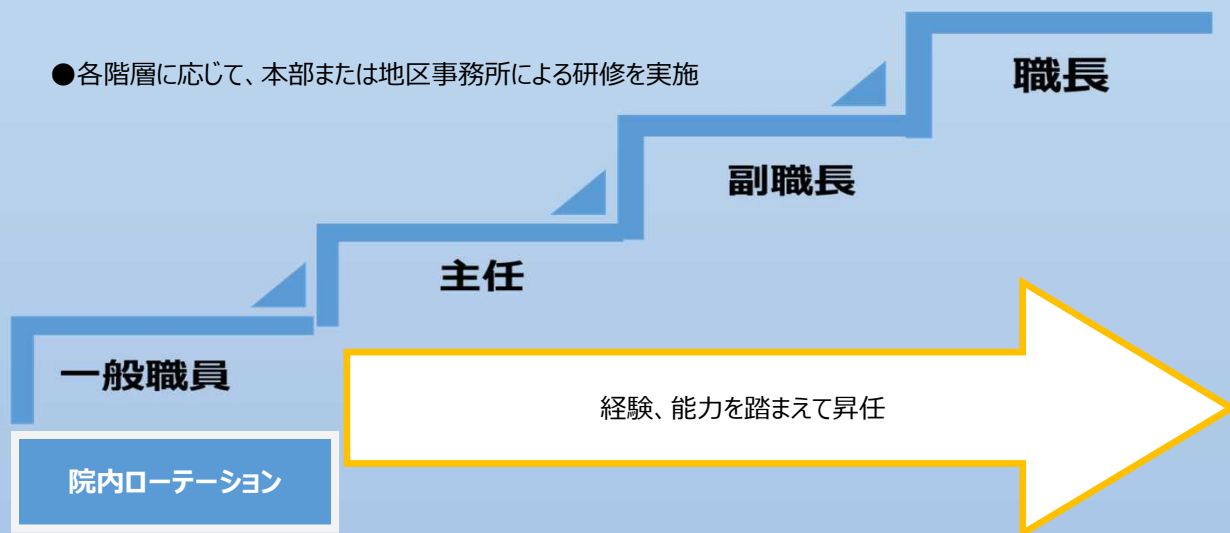 ●各階層に応じて、本部または地区事務所による研修を実施
職長
副職長
主任
一般職員
経験、能力を踏まえて昇任
院内ローテーション